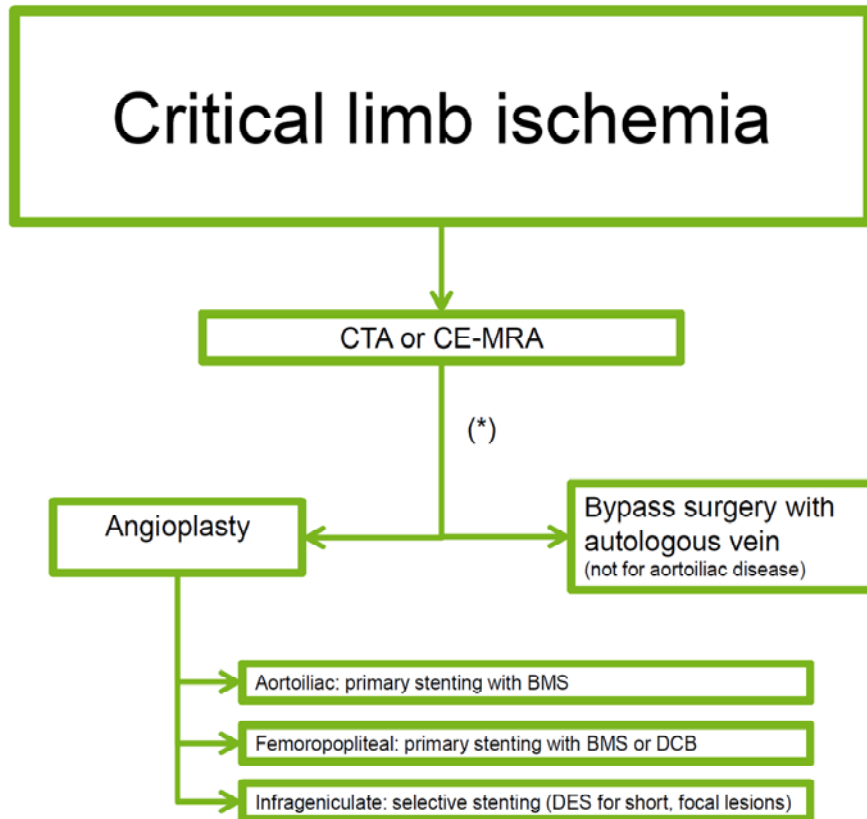 Critical limb ischemia
CTA or CE-MRA
(*)
Angioplasty
Bypass surgery with
autologous vein
(not for aortoiliac disease)
Aortoiliac: primary stenting with BMS
Femoropopliteal: primary stenting with BMS or DCB
Infrageniculate: selective stenting (DES for short, focal lesions)